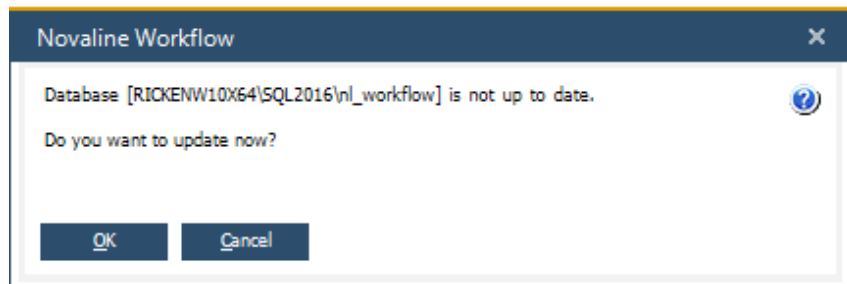 Novaline Workflow
Database [RICKENW10X64\SQL2016\nl_workflow] is not up to date.
Do you want to update now?
OK Cancel